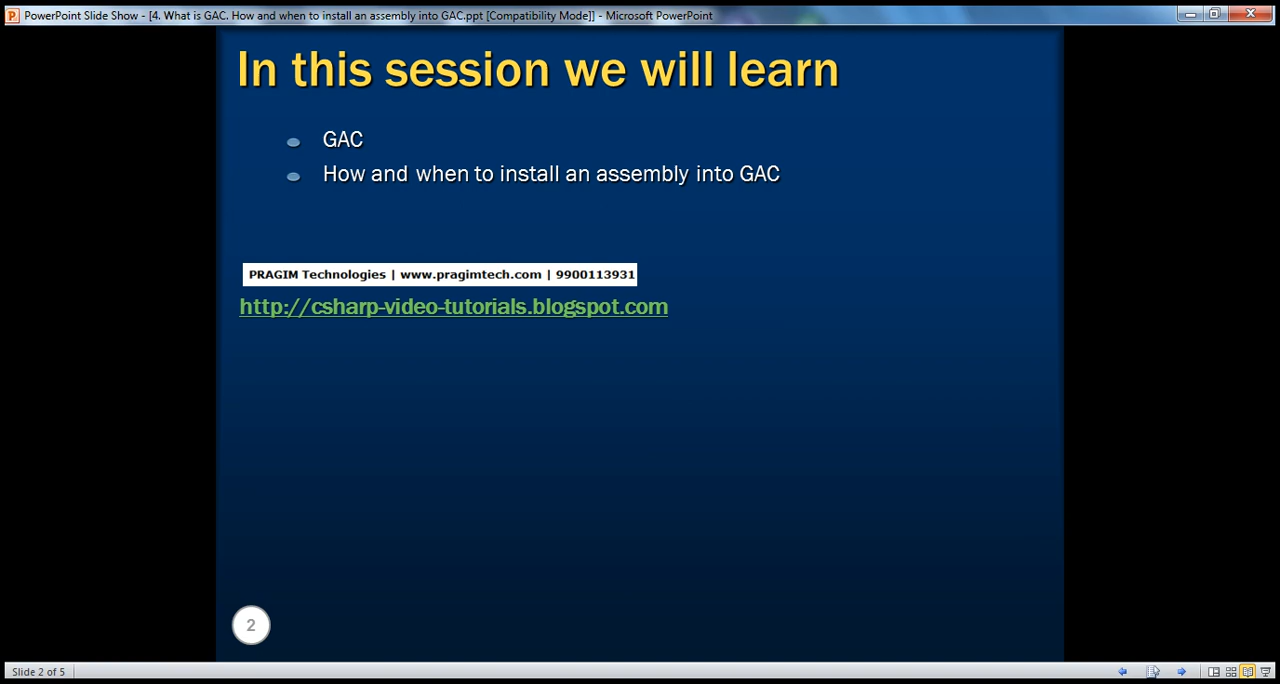 PowerPoint Slide Show - [4. What is GAC. How and when to install an assembly into GAC.ppt [Compatibility Mode]] - Microsoft PowerPoint
In this session we will learn
GAC
How and when to install an assembly into GAC
PRAGIM Technologies | www.pragimtech.com | 9900113931
http://csharp-video-tutorials.blogspot.com
2
Slide 2 of 5